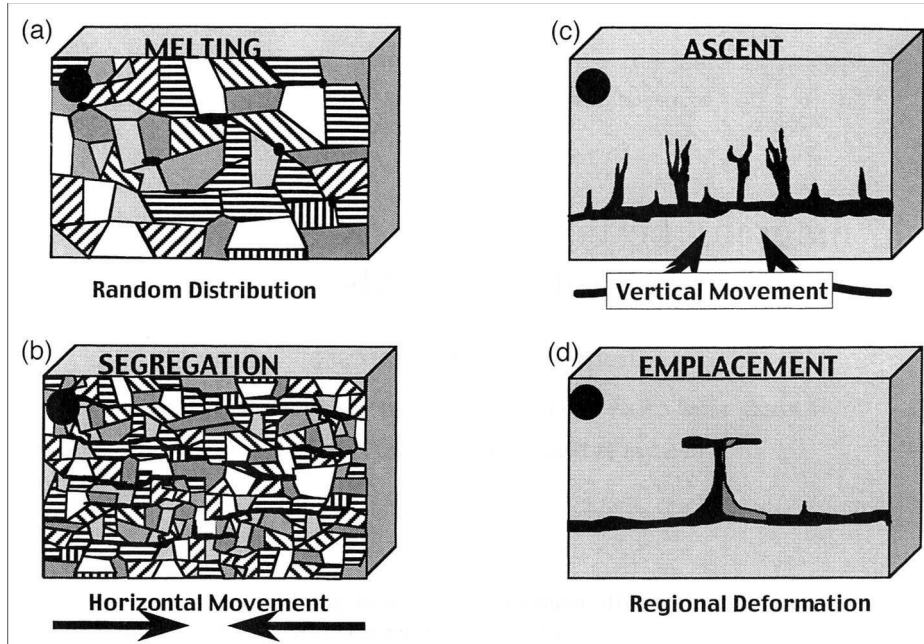 (a)
MELTING
Random Distribution
(b)
SEGREGATION
Horizontal Movement
(c)
ASCENT
Vertical Movement
(d)
EMPLACEMENT
Regional Deformation